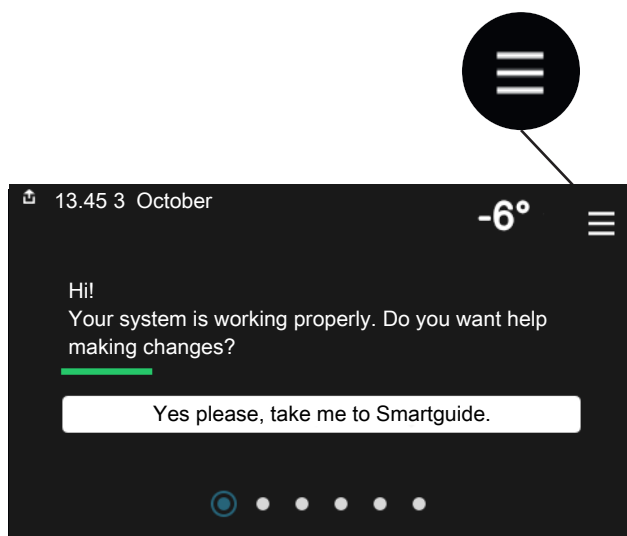 13.45 3 October
-6°
Hi!
Your system is working properly. Do you want help
making changes?
Yes please, take me to Smartguide.